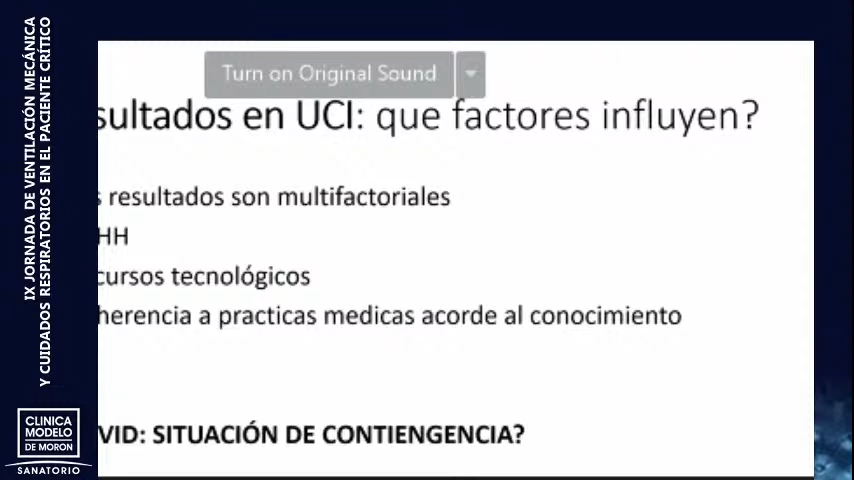 IX JORNADA DE VENTILACIÓN MECÁNICA
Y CUIDADOS RESPIRATORIOS EN EL PACIENTE CRÍTICO
Turn on Original Sound
sultados en UCI: que factores influyen?
s resultados son multifactoriales
HH
cursos tecnológicos
herencia a practicas medicas acorde al conocimiento
VID: SITUACIÓN DE CONTIENGENCIA?
CLINICA
MODELO
DE MORON
SANATORIO